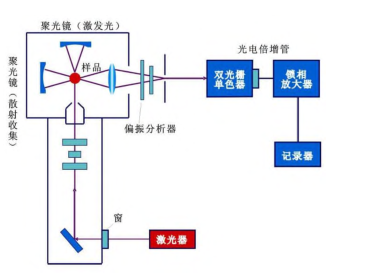 聚光镜（激发光）
聚光镜（散射收集）
样品
光电倍增管
双光栅
单色器
锁相
放大器
偏振分析器
记录器
窗
激光器